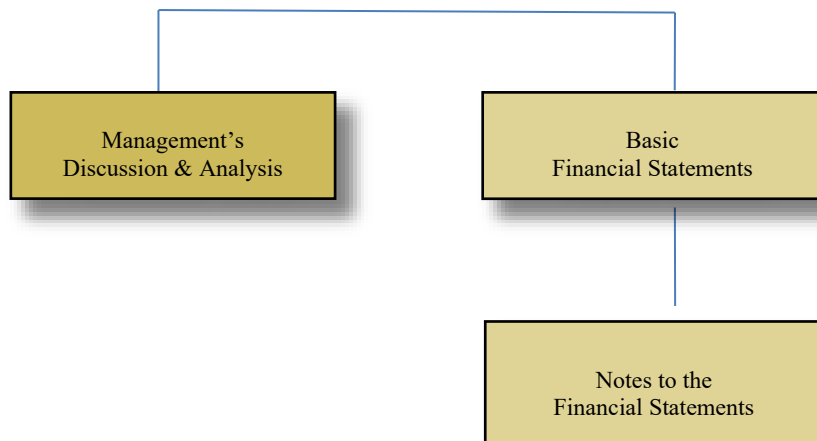 Management’s
Discussion & Analysis
Basic
Financial Statements
Notes to the
Financial Statements